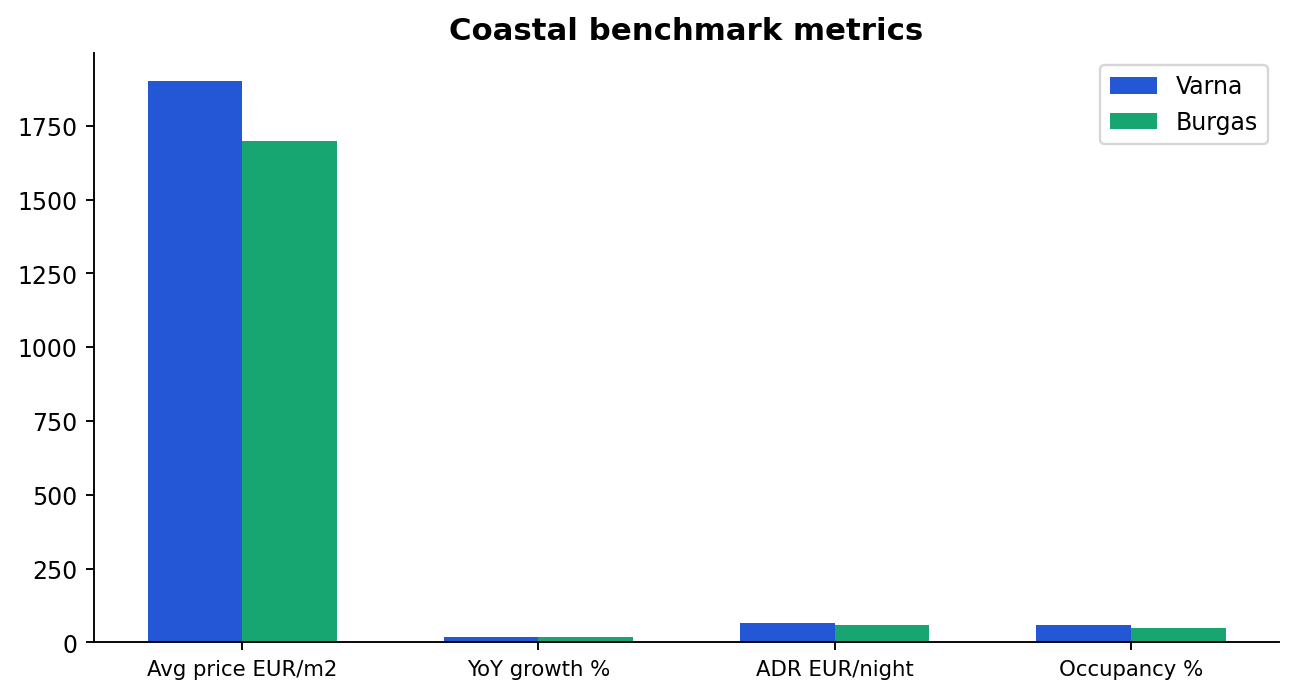 Coastal benchmark metrics
Varna
Burgas
1750
1500
1250
1000
750
500
250
0
Avg price EUR/m2
YoY growth %
ADR EUR/night
Occupancy %